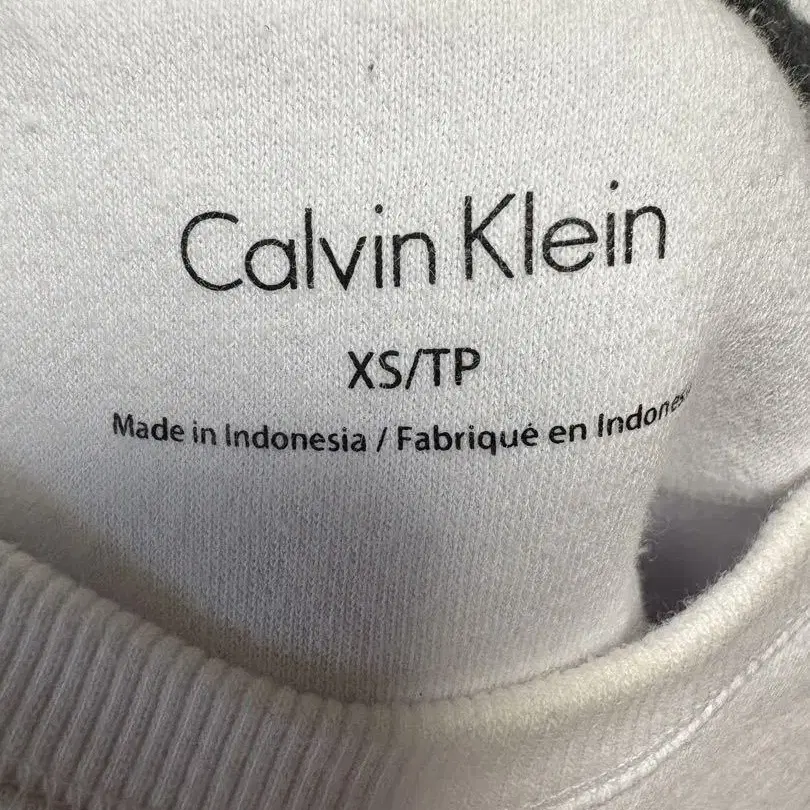 Calvin Klein
XS/TP
Made in Indonesia / Fabriqué en